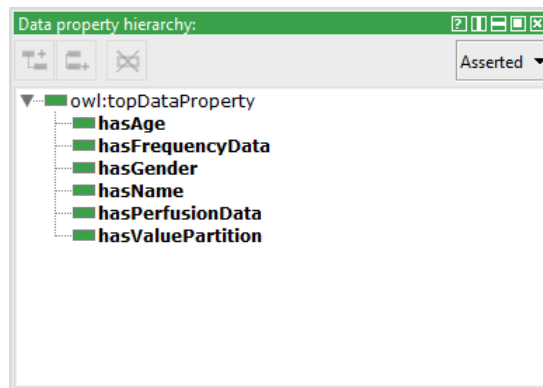 Data property hierarchy:
Asserted
owl:topDataProperty
hasAge
hasFrequencyData
hasGender
hasName
hasPerfusionData
hasValuePartition